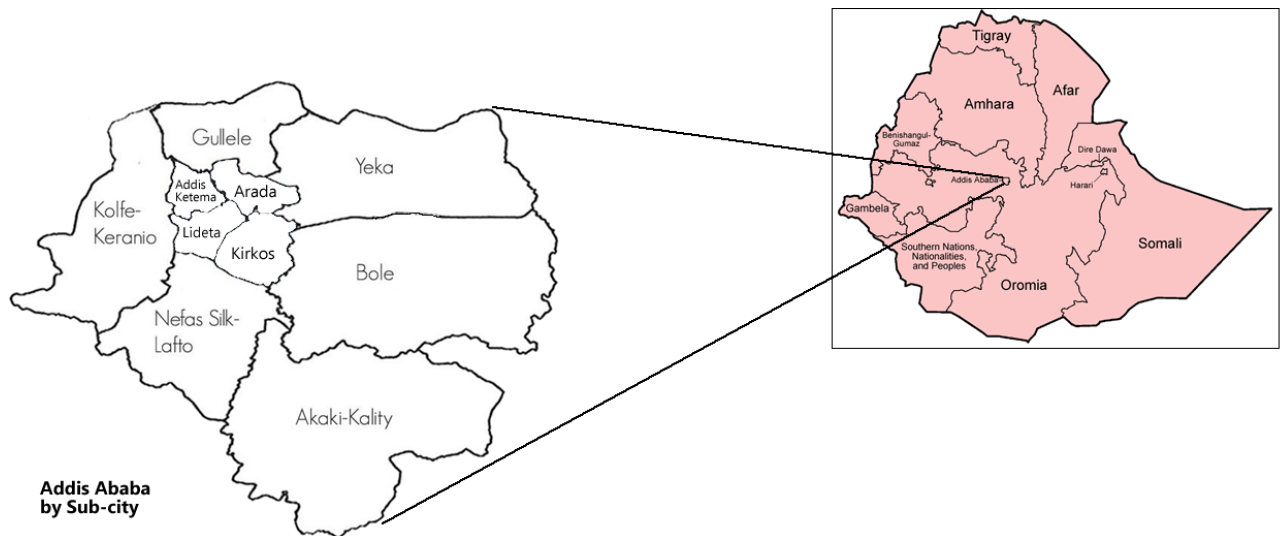 Gullele
Yeka
Addis
Ketema
Arada
Kolfe-
Keranio
Lideta
Kirkos
Bole
Nefas Silk-
Lafto
Akaki-Kality
Addis Ababa
by Sub-city
Tigray
Afar
Amhara
Benishangul-
Gumaz
Dire Dawa
Addis Ababa
Harari
Gambela
Somali
Southern Nations,
Nationalities,
and Peoples
Oromia